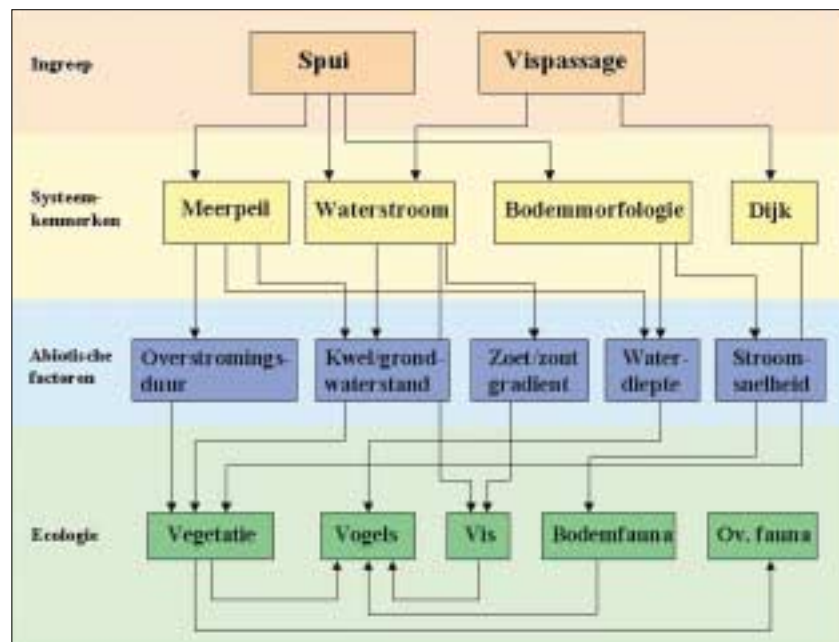 Ingreep
Spui
Vispassage
Systeem-
kenmerken
Meerpeil
Waterstroom
Bodemmorfologie
Dijk
Abiotische
factoren
Overstromings-
duur
Kwel/grond-
waterstand
Zoet/zout
gradient
Water-
diepte
Stroom-
snelheid
Ecologie
Vegetatie
Vogels
Vis
Bodemfauna
Ov. fauna